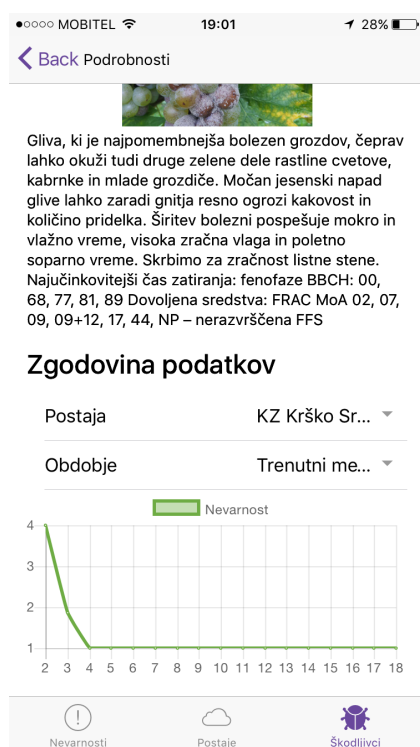 MOBITEL 19:01 28%
Back Podrobnosti
Gliva, ki je najpomembnejša bolezen grozdov, čeprav
lahko okuži tudi druge zelene dele rastline cvetove,
kabrnke in mlade grozdiče. Močan jesenski napad
glive lahko zaradi gnitja resno ogrozi kakovost in
količino pridelka. Širitev bolezni pospešuje mokro in
vlažno vreme, visoka zračna vlaga in poletno
soparno vreme. Skrbimo za zračnost listne stene.
Najučinkovitejši čas zatiranja: fenofaze BBCH: 00,
68, 77, 81, 89 Dovoljena sredstva: FRAC MoA 02, 07,
09, 09+12, 17, 44, NP – nerazvrščena FFS
Zgodovina podatkov
Postaja KZ Krško Sr...
Obdobje Trenutni me...
Nevarnost
4
3
2
1
2 3 4 5 6 7 8 9 10 11 12 13 14 15 16 17 18
Nevarnosti Postaje Škodljivci